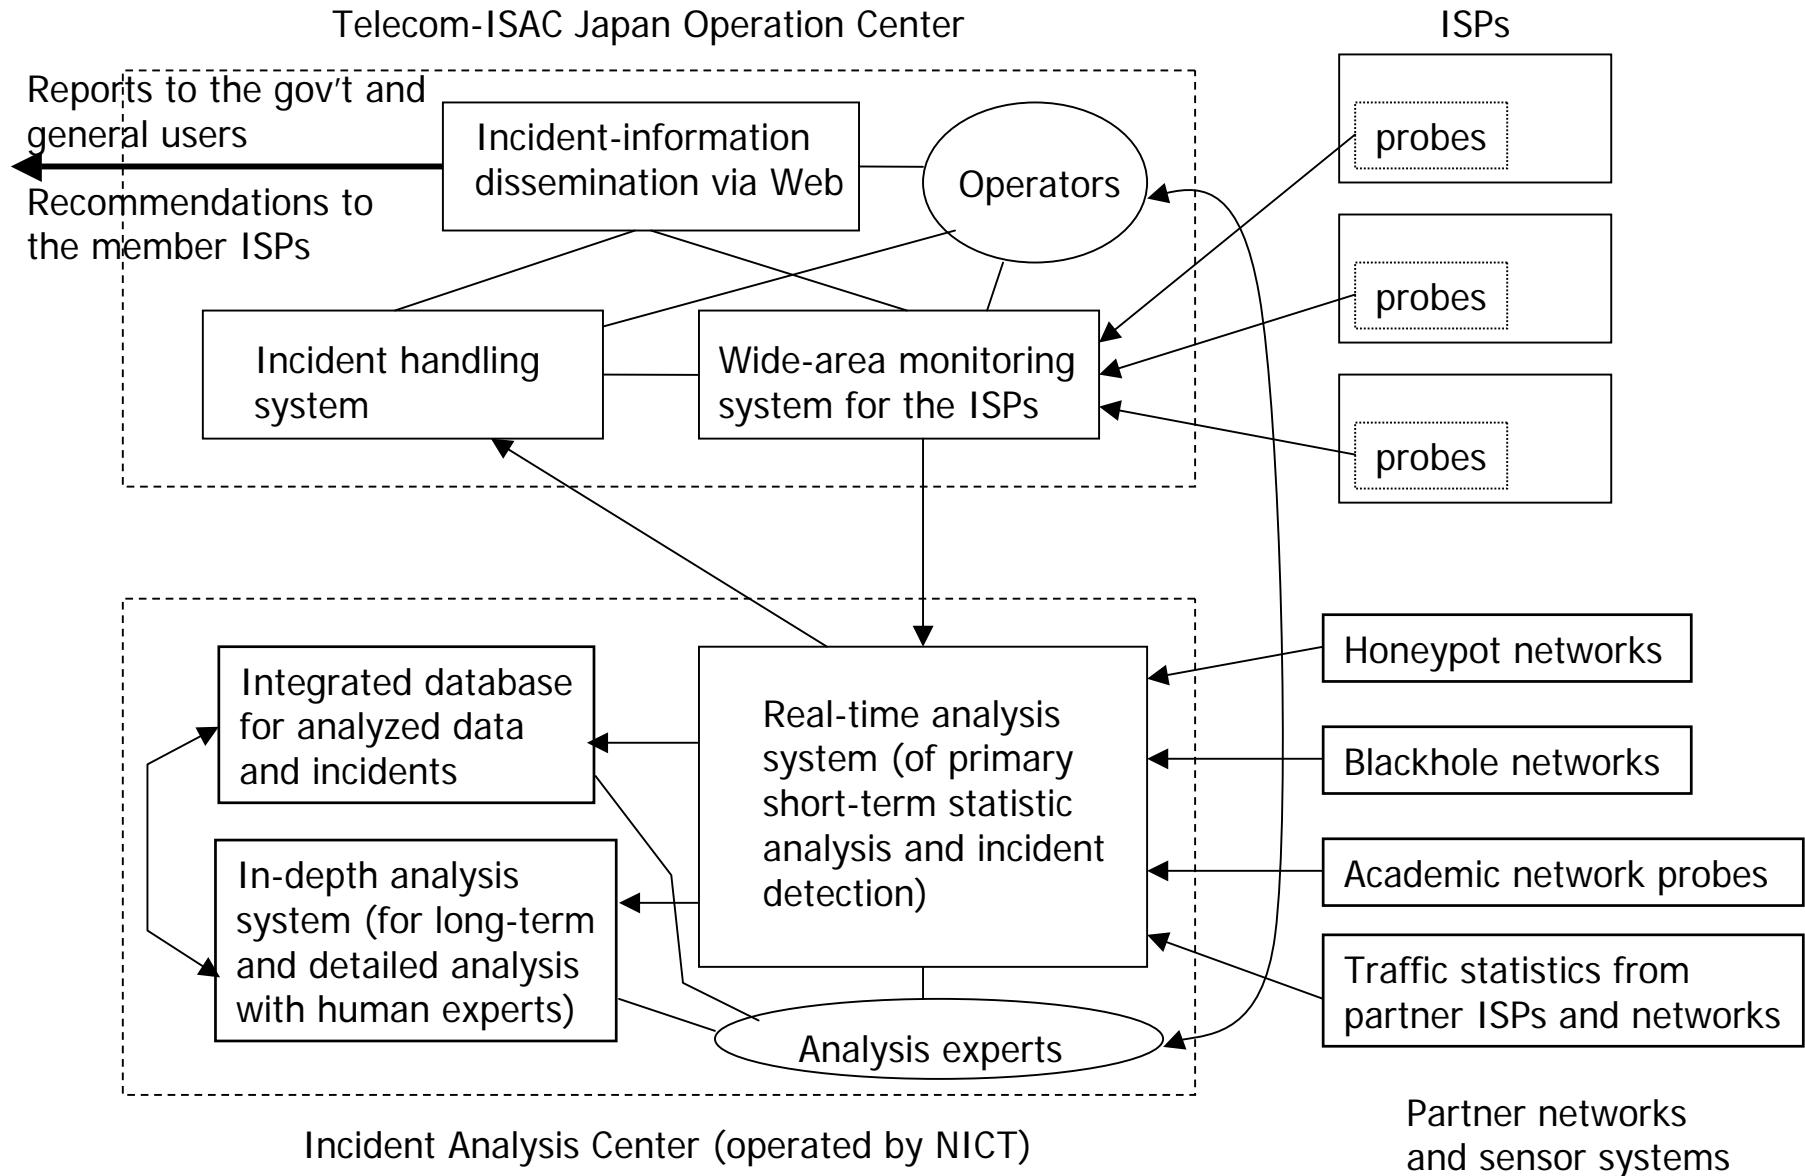 Telecom-ISAC Japan Operation Center
ISPs
Reports to the gov't and
general users
Recommendations to
the member ISPs
Incident-information
dissemination via Web
Operators
probes
probes
probes
Incident handling
system
Wide-area monitoring
system for the ISPs
Integrated database
for analyzed data
and incidents
In-depth analysis
system (for long-term
and detailed analysis
with human experts)
Real-time analysis
system (of primary
short-term statistic
analysis and incident
detection)
Analysis experts
Honeypot networks
Blackhole networks
Academic network probes
Traffic statistics from
partner ISPs and networks
Incident Analysis Center (operated by NICT)
Partner networks
and sensor systems